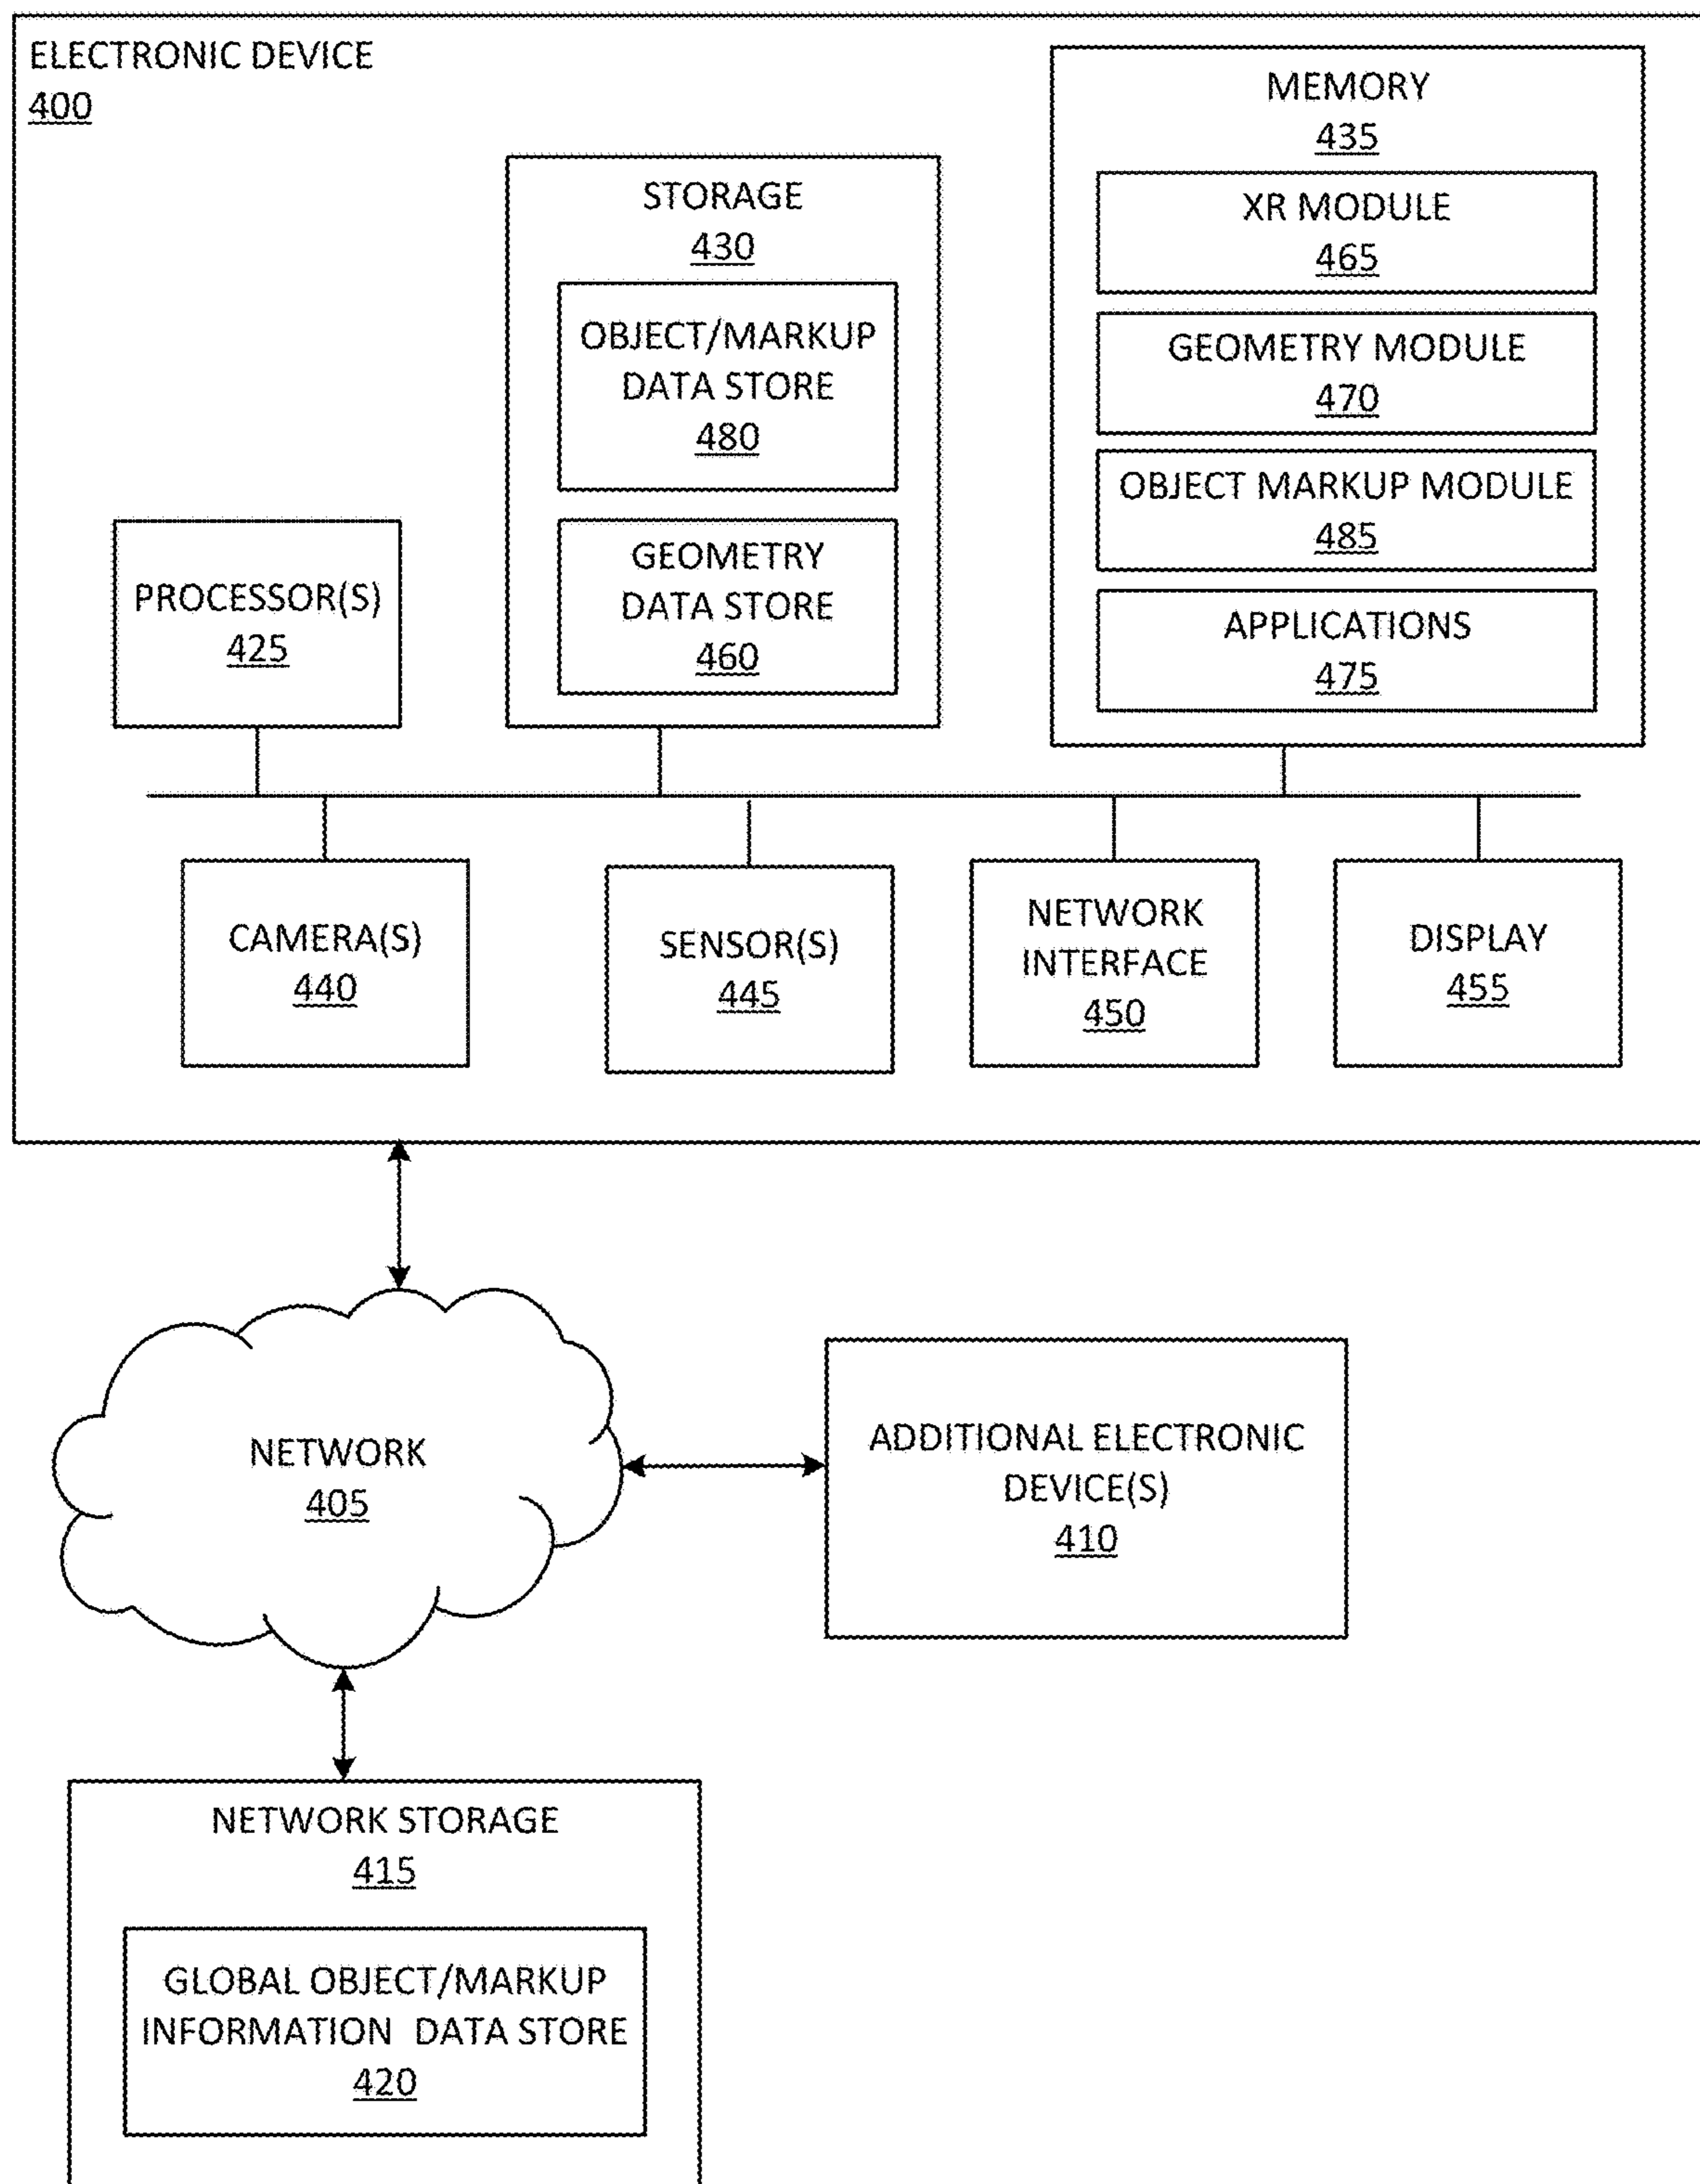 ELECTRONIC DEVICE
400
MEMORY
435
XR MODULE
465
GEOMETRY MODULE
470
OBJECT MARKUP MODULE
485
APPLICATIONS
475
STORAGE
430
OBJECT/MARKUP
DATA STORE
480
GEOMETRY
DATA STORE
460
PROCESSOR(S)
425
CAMERA(S)
440
SENSOR(S)
445
NETWORK
INTERFACE
450
DISPLAY
455
NETWORK
405
ADDITIONAL ELECTRONIC
DEVICE(S)
410
NETWORK STORAGE
415
GLOBAL OBJECT/MARKUP
INFORMATION DATA STORE
420